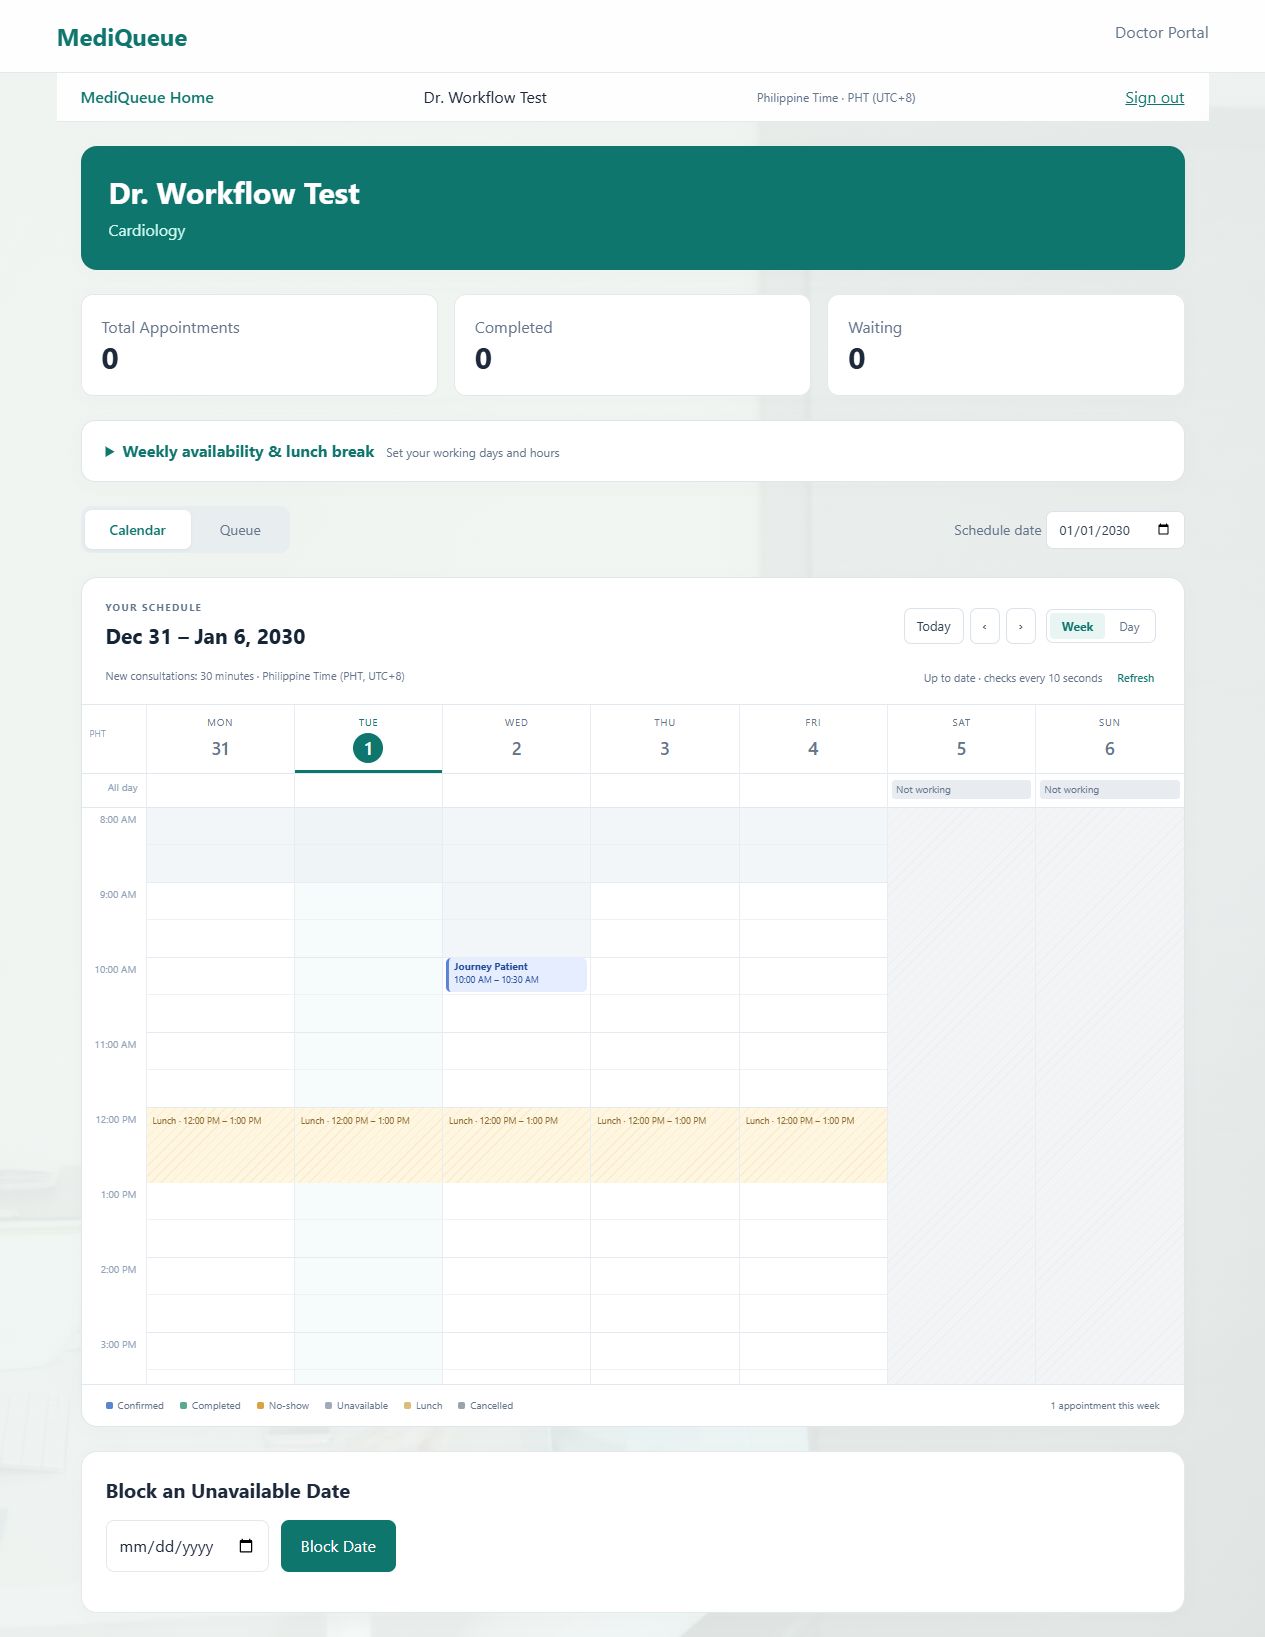 MediQueue
Doctor Portal
MediQueue Home
Dr. Workflow Test
Philippine Time · PHT (UTC+8)
Sign out
Dr. Workflow Test
Cardiology
Total Appointments
0
Completed
0
Waiting
0
Weekly availability & lunch break Set your working days and hours
Calendar
Queue
Schedule date 01/01/2030
YOUR SCHEDULE
Dec 31 – Jan 6, 2030
Today
‹
›
Week
Day
New consultations: 30 minutes · Philippine Time (PHT, UTC+8)
Up to date · checks every 10 seconds
Refresh
PHT
MON
31
TUE
1
WED
2
THU
3
FRI
4
SAT
5
SUN
6
All day
Not working
Not working
8:00 AM
9:00 AM
10:00 AM
Journey Patient
10:00 AM – 10:30 AM
11:00 AM
12:00 PM
Lunch · 12:00 PM – 1:00 PM
Lunch · 12:00 PM – 1:00 PM
Lunch · 12:00 PM – 1:00 PM
Lunch · 12:00 PM – 1:00 PM
Lunch · 12:00 PM – 1:00 PM
1:00 PM
2:00 PM
3:00 PM
Confirmed
Completed
No-show
Unavailable
Lunch
Cancelled
1 appointment this week
Block an Unavailable Date
mm/dd/yyyy
Block Date